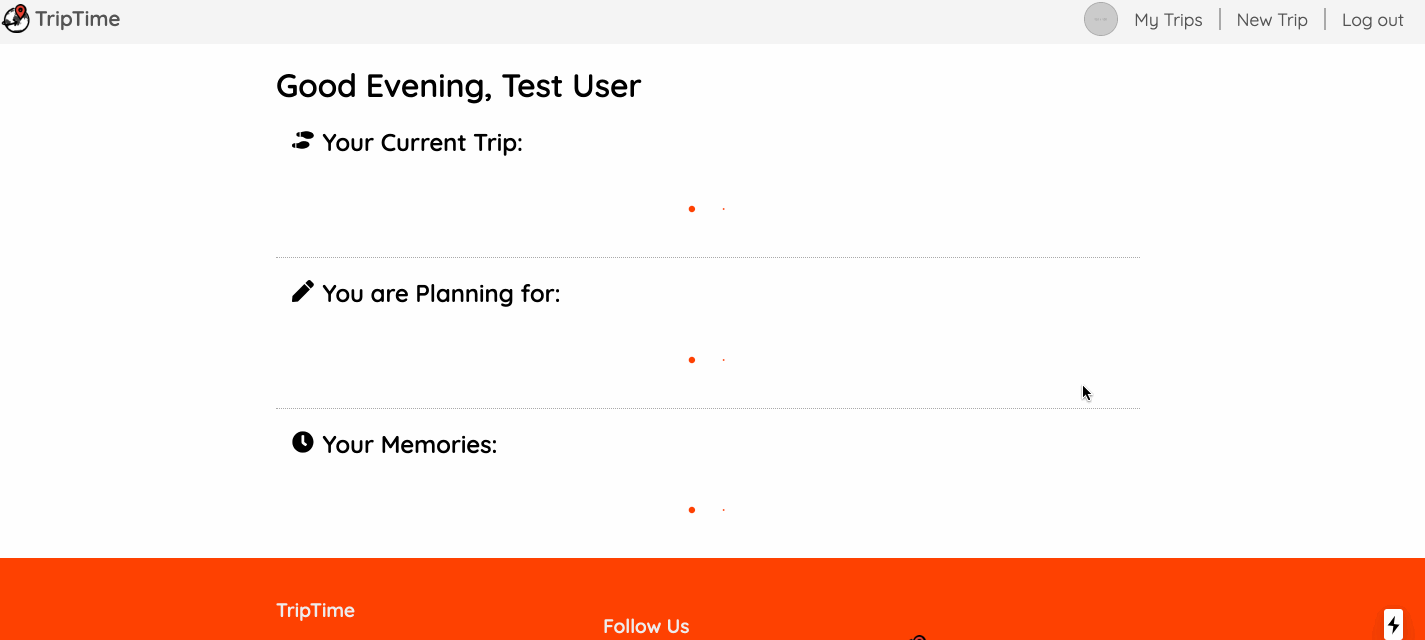 TripTime
My Trips | New Trip | Log out
Good Evening, Test User
Your Current Trip:
You are Planning for:
Your Memories:
TripTime
Follow Us